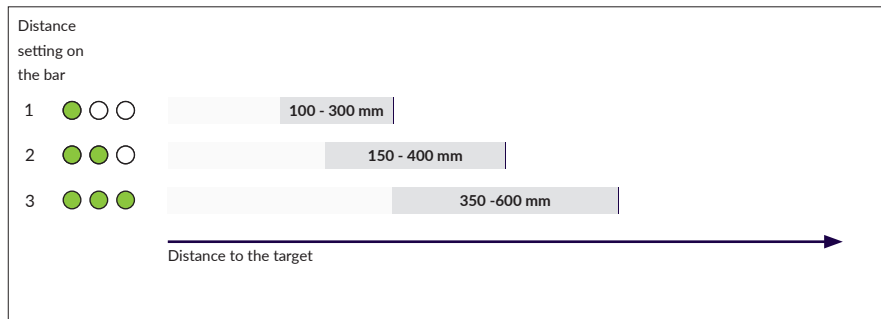 Distance
setting on
the bar
1 100 - 300 mm
2 150 - 400 mm
3 350 -600 mm
Distance to the target